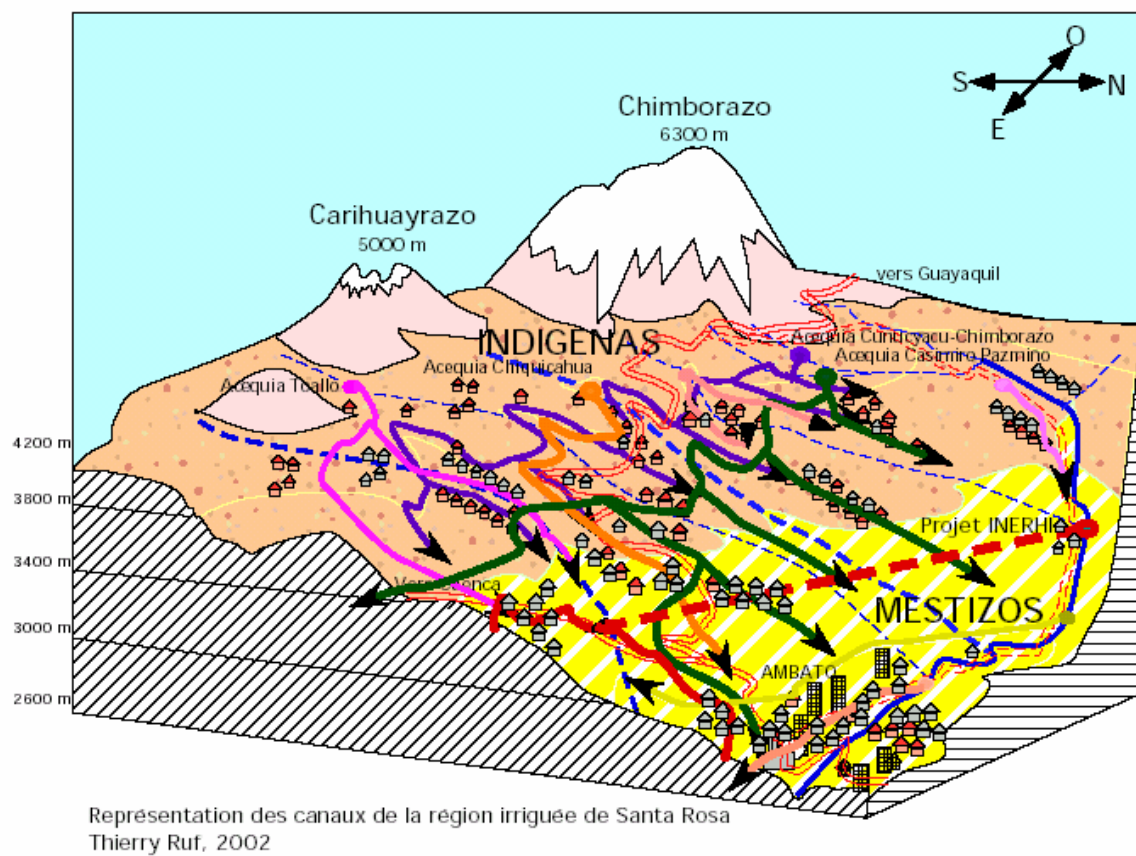 O
S
N
E
Chimborazo
6300 m
Carihuayrazo
5000 m
vers Guayaquil
INDIGENAS
Acequia Cunucyacu-Chimborazo
Acequia Casimiro Pazmino
Acequia Chiquicahua
Acequia Toallo
4200 m
3800 m
3400 m
3000 m
2600 m
Projet INERHI
MESTIZOS
AMBATO
Représentation des canaux de la région irriguée de Santa Rosa
Thierry Ruf, 2002